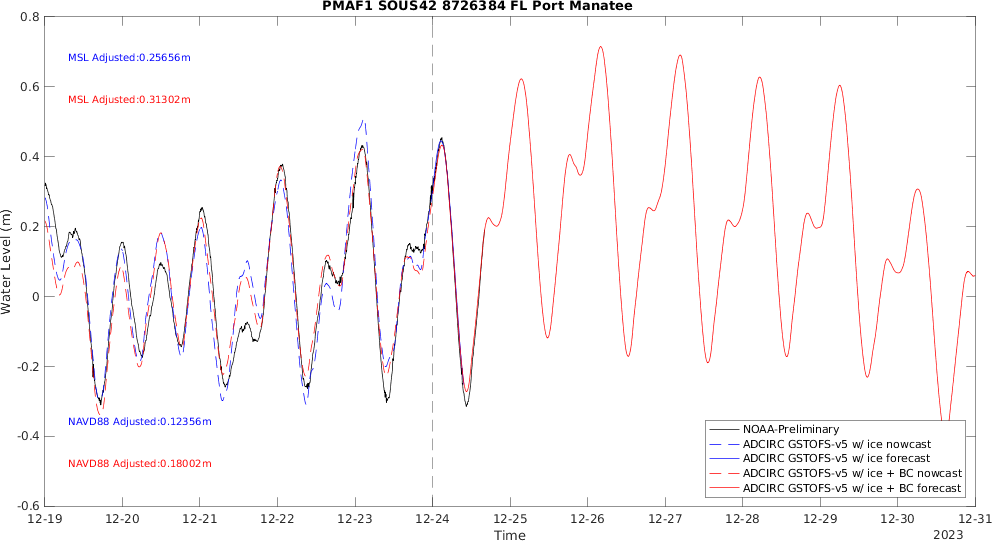 PMAF1 SOUS42 8726384 FL Port Manatee
0.8
MSL Adjusted:0.25656m
0.6
MSL Adjusted:0.31302m
0.4
0.2
Water Level (m)
0
-0.2
NAVD88 Adjusted:0.12356m
-0.4
NAVD88 Adjusted:0.18002m
-0.6
NOAA-Preliminary
ADCIRC GSTOFS-v5 w/ ice nowcast
ADCIRC GSTOFS-v5 w/ ice forecast
ADCIRC GSTOFS-v5 w/ ice + BC nowcast
ADCIRC GSTOFS-v5 w/ ice + BC forecast
12-19 12-20 12-21 12-22 12-23 12-24 12-25 12-26 12-27 12-28 12-29 12-30 12-31
Time
2023